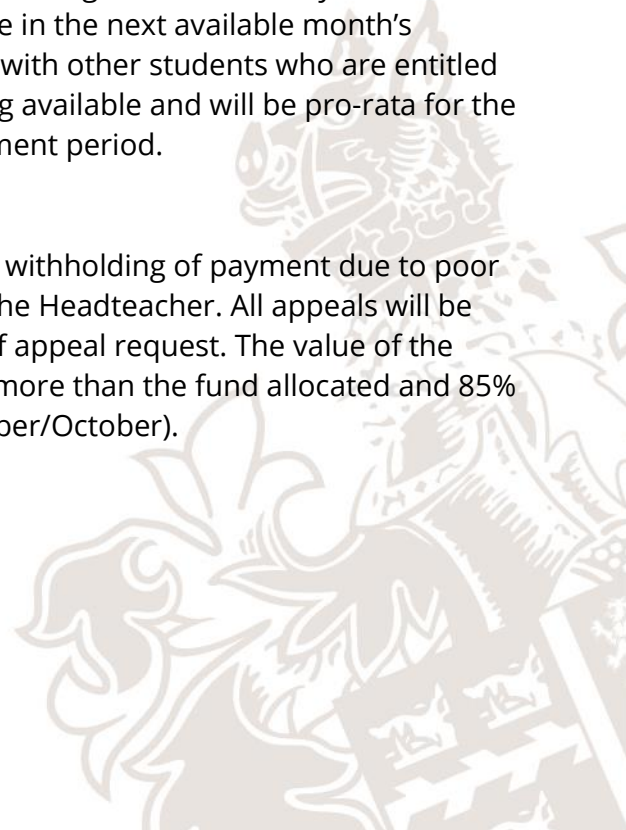 e in the next available month's
with other students who are entitled
g available and will be pro-rata for the
ment period.
withholding of payment due to poor
he Headteacher. All appeals will be
f appeal request. The value of the
more than the fund allocated and 85%
ber/October).